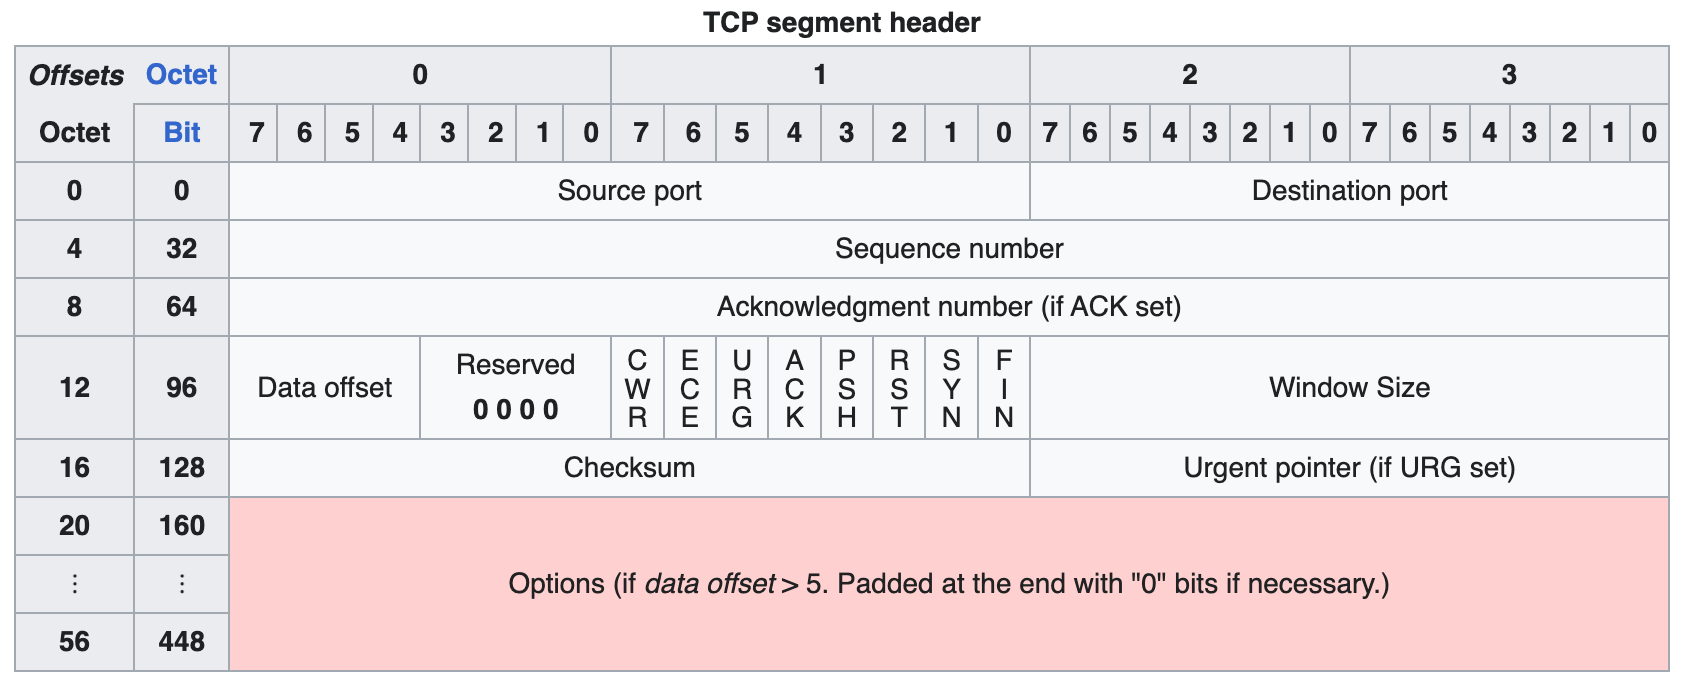 TCP segment header
Offsets Octet 0 1 2 3
Octet Bit 7 6 5 4 3 2 1 0 7 6 5 4 3 2 1 0 7 6 5 4 3 2 1 0 7 6 5 4 3 2 1 0
0 0 Source port Destination port
4 32 Sequence number
8 64 Acknowledgment number (if ACK set)
12 96 Data offset Reserved 0 0 0 0 CWR ECE URG ACK PSH RST SYN FIN Window Size
16 128 Checksum Urgent pointer (if URG set)
20 160
⋮ ⋮ Options (if data offset > 5. Padded at the end with "0" bits if necessary.)
56 448